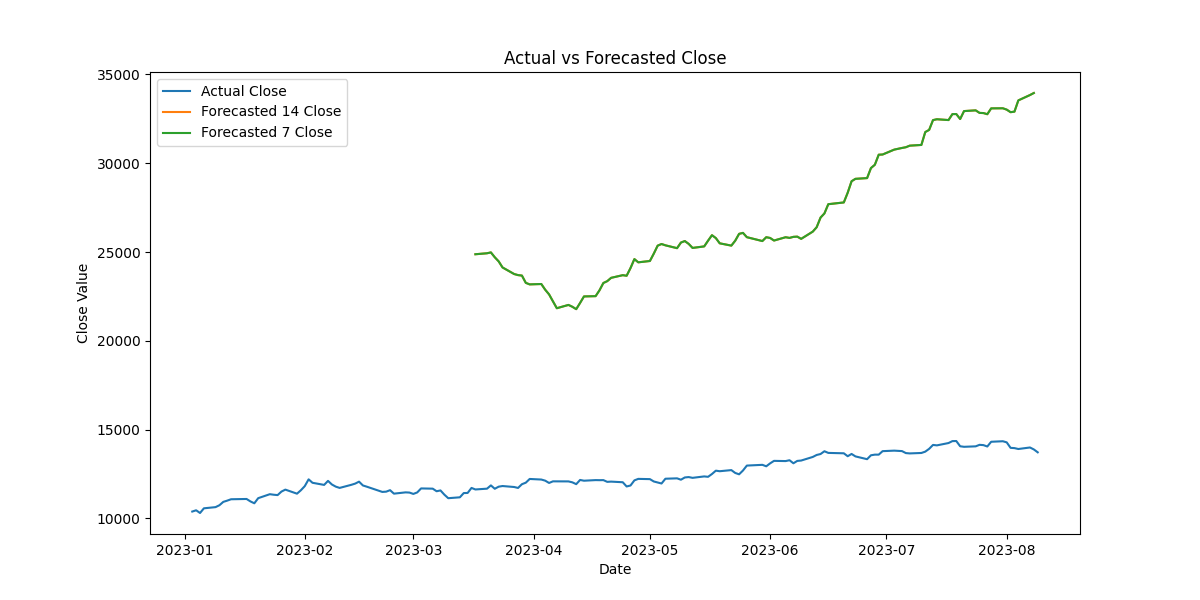 Actual vs Forecasted Close
Actual Close
Forecasted 14 Close
Forecasted 7 Close
Close Value
35000
30000
25000
20000
15000
10000
2023-01 2023-02 2023-03 2023-04 2023-05 2023-06 2023-07 2023-08
Date